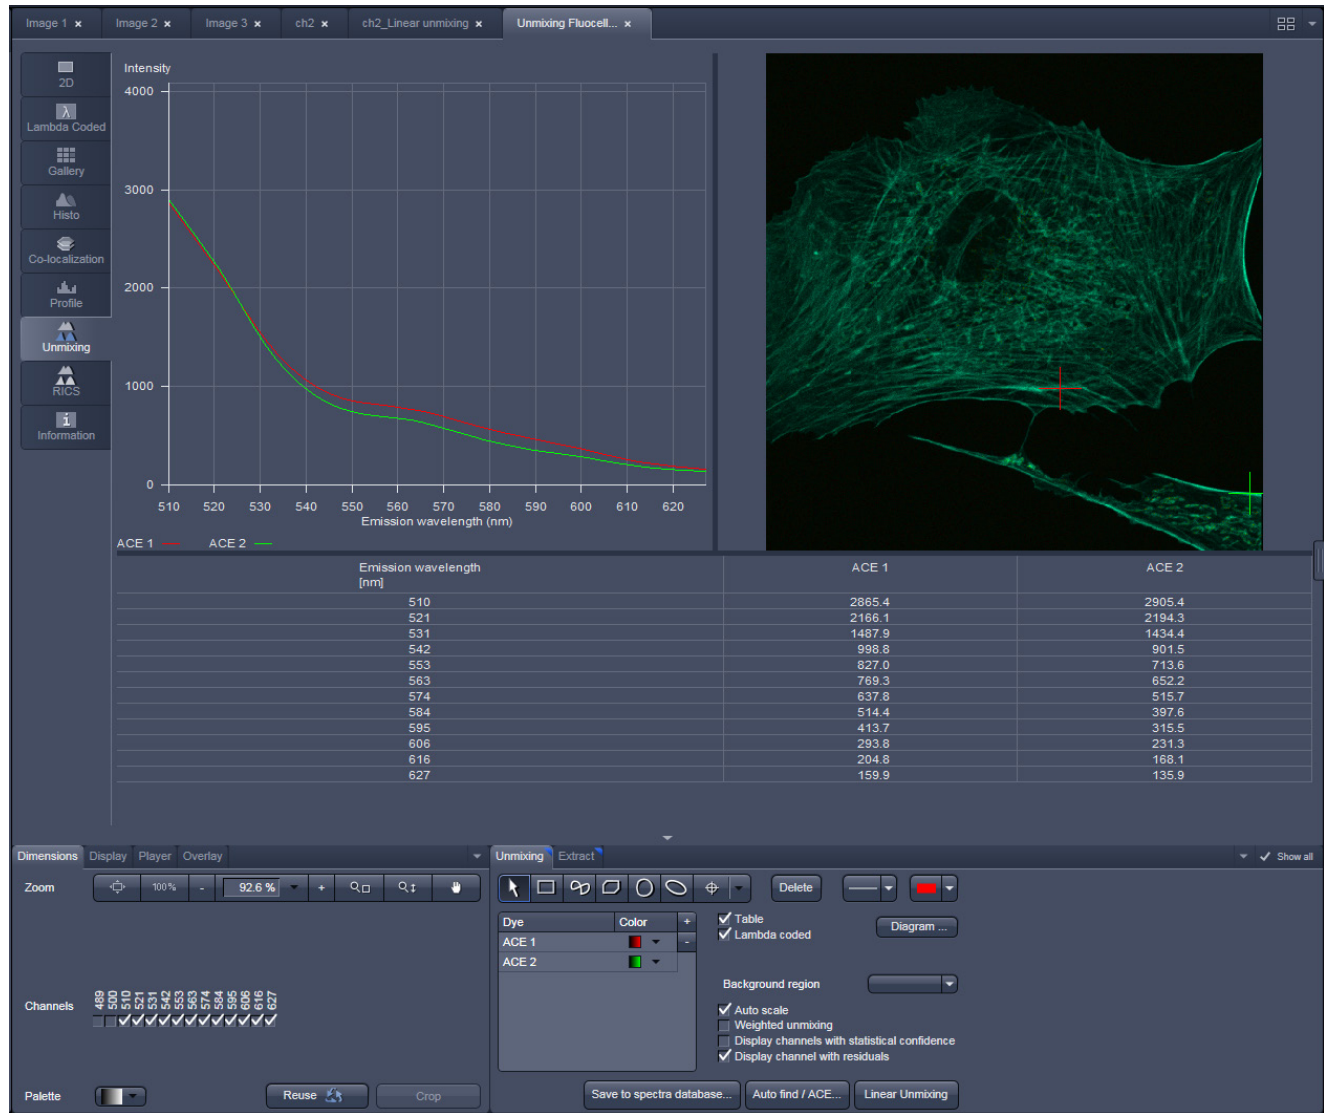 Image 1 × Image 2 × Image 3 × ch2 × ch2_Linear unmixing × Unmixing Fluocell... ×
2D
λ
Lambda Coded
Gallery
Histo
Co-localization
Profile
Unmixing
RICS
i
Information
Intensity
4000
3000
2000
1000
0
510 520 530 540 550 560 570 580 590 600 610 620
Emission wavelength (nm)
ACE 1 ACE 2
Emission wavelength ACE 1 ACE 2
[nm]
510 2865.4 2905.4
521 2166.1 2194.3
531 1487.9 1434.4
542 998.8 901.5
553 827.0 713.6
563 769.3 652.2
574 637.8 515.7
584 514.4 397.6
595 413.7 315.5
606 293.8 231.3
616 204.8 168.1
627 159.9 135.9
Dimensions Display Player Overlay
Zoom 100% - 92.6 % +
Channels 489 500 510 521 531 542 553 563 574 584 595 606 616 627
Palette Reuse Crop
Unmixing Extract Show all
Delete
Dye Color +
ACE 1 -
ACE 2
Table
Lambda coded
Diagram ...
Background region
Auto scale
Weighted unmixing
Display channels with statistical confidence
Display channel with residuals
Save to spectra database... Auto find / ACE... Linear Unmixing